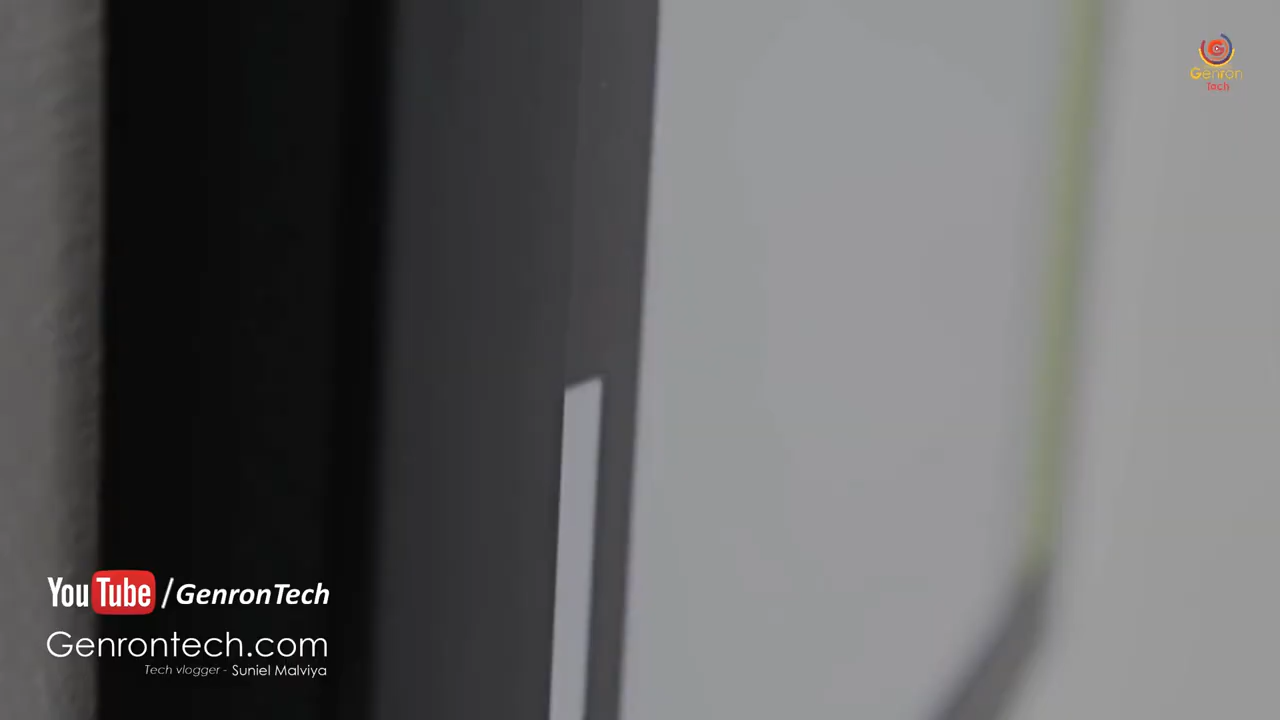 G
Genron
Tech
YouTube /GenronTech
Genrontech.com
Tech vlogger - Suniel Malviya